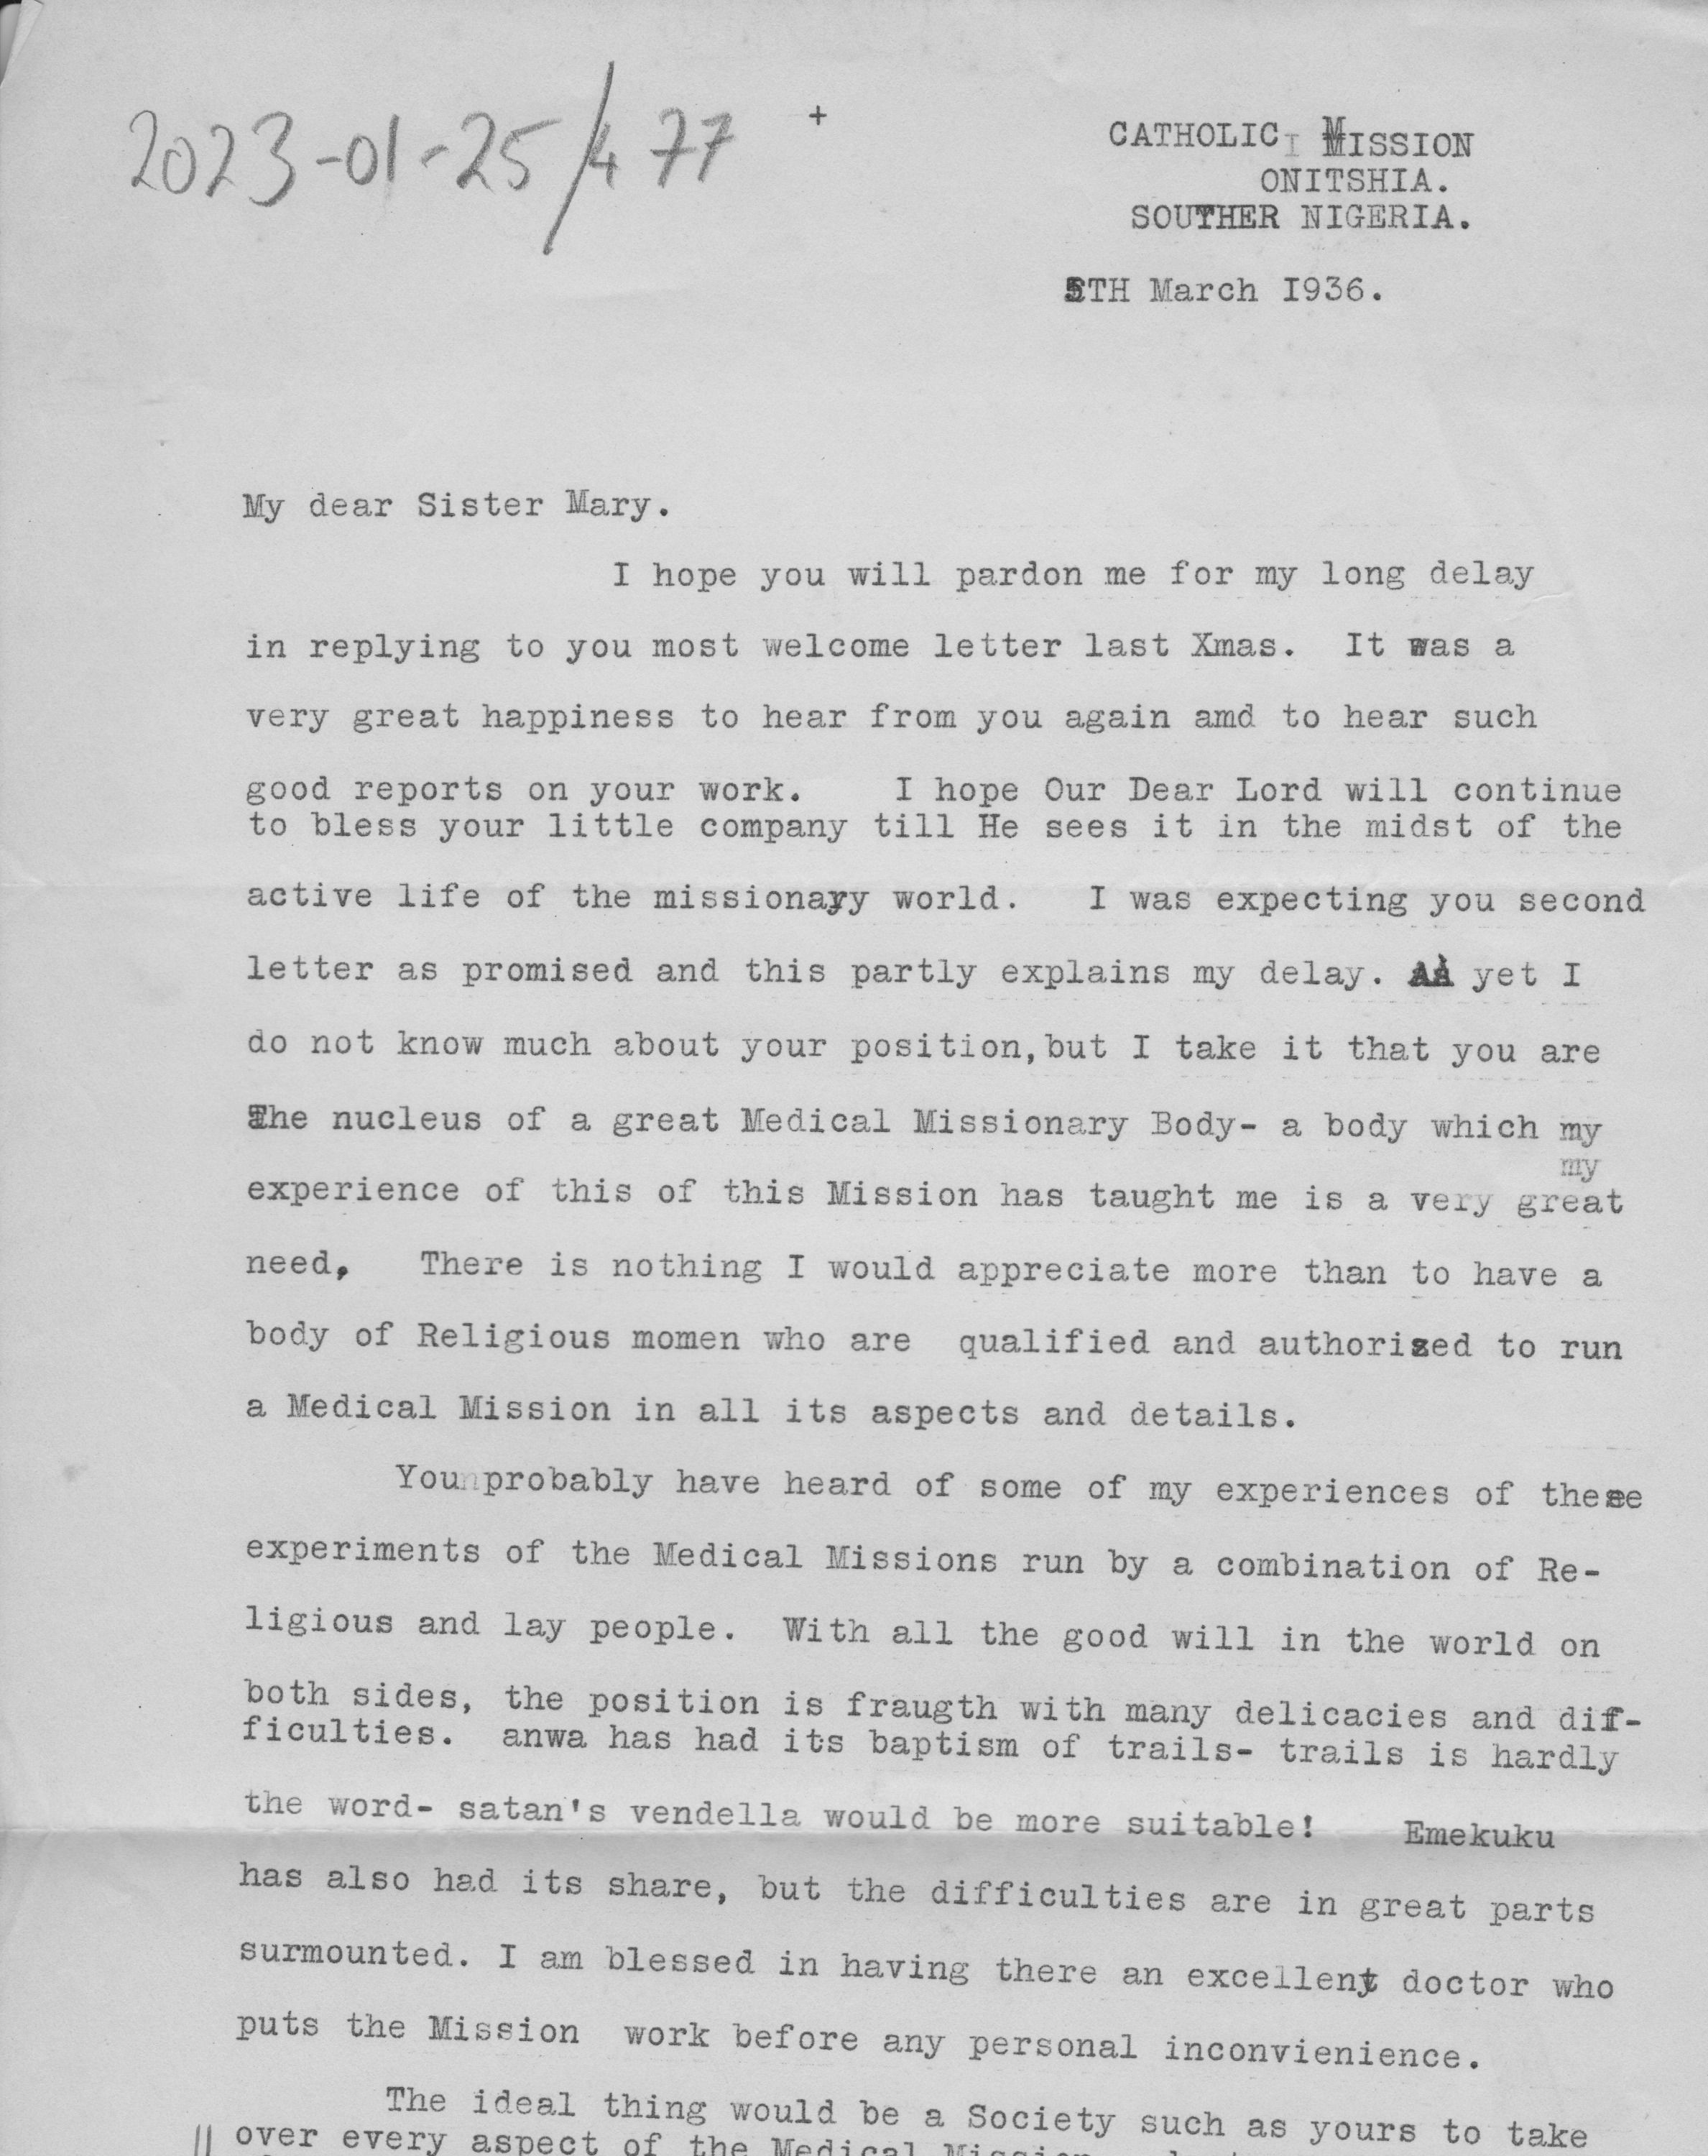 2023-01-25/477
+
CATHOLIC MISSION
ONITSHIA.
SOUTHER NIGERIA.
5TH March I936.
My dear Sister Mary.
I hope you will pardon me for my long delay
in replying to you most welcome letter last Xmas. It was a
very great happiness to hear from you again amd to hear such
good reports on your work. I hope Our Dear Lord will continue
to bless your little company till He sees it in the midst of the
active life of the missionayy world. I was expecting you second
letter as promised and this partly explains my delay. AA yet I
do not know much about your position,but I take it that you are
The nucleus of a great Medical Missionary Body- a body which my
my
experience of this of this Mission has taught me is a very great
need. There is nothing I would appreciate more than to have a
body of Religious momen who are qualified and authorized to run
a Medical Mission in all its aspects and details.
You probably have heard of some of my experiences of these
experiments of the Medical Missions run by a combination of Re-
ligious and lay people. With all the good will in the world on
both sides, the position is fraugth with many delicacies and dif-
ficulties. anwa has had its baptism of trails- trails is hardly
the word- satan's vendella would be more suitable! Emekuku
has also had its share, but the difficulties are in great parts
surmounted. I am blessed in having there an excellent doctor who
puts the Mission work before any personal inconvienience.
The ideal thing would be a Society such as yours to take
over every aspect of the Medical Mission